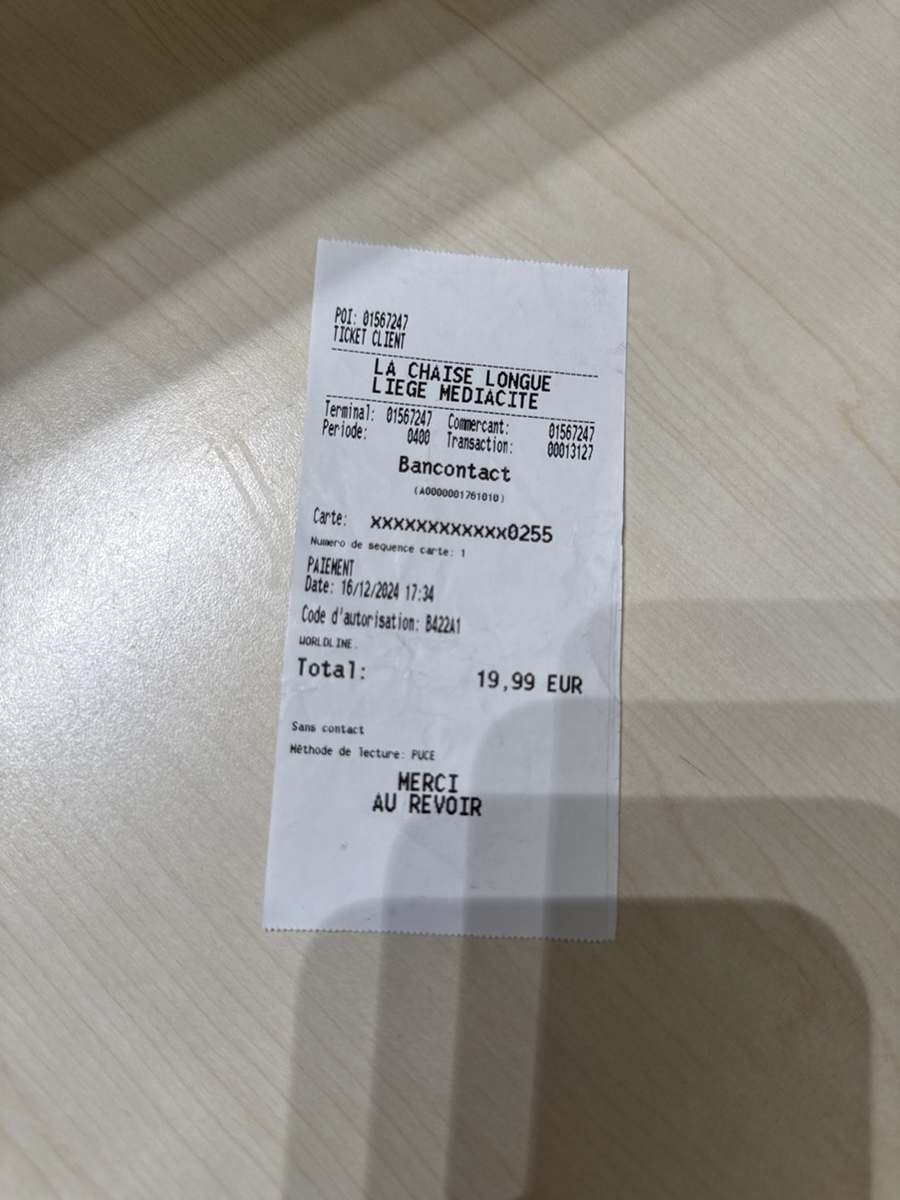 POI: 01567247
TICKET CLIENT
LA CHAISE LONGUE
LIEGE MEDIACITE
Terminal: 01567247 Commercant: 01567247
Periode: 0400 Transaction: 00013127
Bancontact
(A0000001761010)
Carte: xxxxxxxxxxxx0255
Numero de sequence carte: 1
PAIEMENT
Date: 16/12/2024 17:34
Code d'autorisation: B422A1
WORLDLINE.
Total: 19,99 EUR
Sans contact
Méthode de lecture: PUCE
MERCI
AU REVOIR